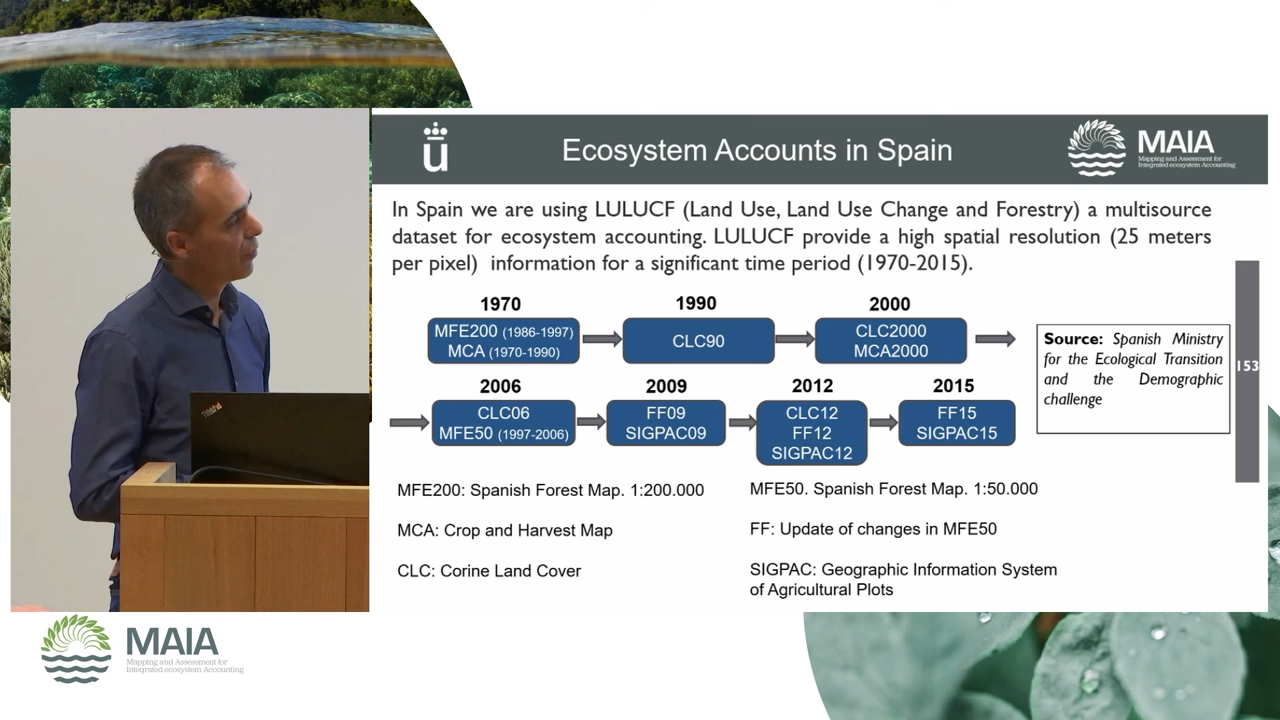 ü
Ecosystem Accounts in Spain
MAIA
Mapping and Assessment for
Integrated ecosystem Accounting
In Spain we are using LULUCF (Land Use, Land Use Change and Forestry) a multisource
dataset for ecosystem accounting. LULUCF provide a high spatial resolution (25 meters
per pixel) information for a significant time period (1970-2015).
1970
1990
2000
MFE200 (1986-1997)
MCA (1970-1990)
CLC90
CLC2000
MCA2000
Source: Spanish Ministry
for the Ecological Transition
and the Demographic
challenge
153
2006
2009
2012
2015
CLC06
MFE50 (1997-2006)
FF09
SIGPAC09
CLC12
FF12
SIGPAC12
FF15
SIGPAC15
MFE200: Spanish Forest Map. 1:200.000
MFE50. Spanish Forest Map. 1:50.000
MCA: Crop and Harvest Map
FF: Update of changes in MFE50
CLC: Corine Land Cover
SIGPAC: Geographic Information System
of Agricultural Plots
ThinkPad
MAIA
Mapping and Assessment for
Integrated ecosystem Accounting